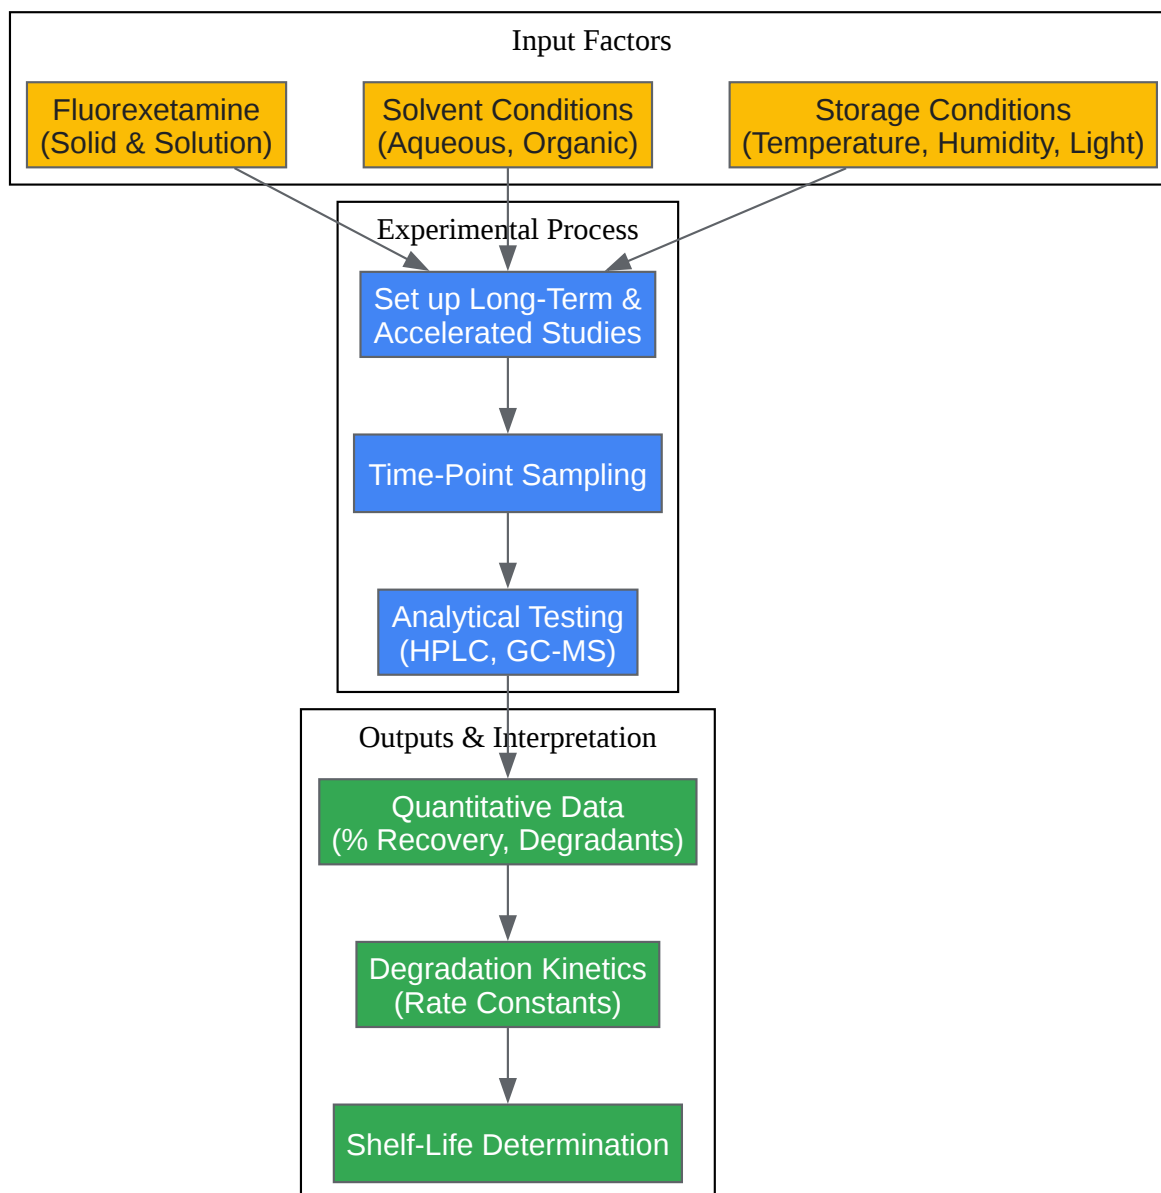 Input Factors
Fluorexetamine
(Solid & Solution)
Solvent Conditions
(Aqueous, Organic)
Storage Conditions
(Temperature, Humidity, Light)
Experimental Process
Set up Long-Term &
Accelerated Studies
Time-Point Sampling
Analytical Testing
(HPLC, GC-MS)
Outputs & Interpretation
Quantitative Data
(% Recovery, Degradants)
Degradation Kinetics
(Rate Constants)
Shelf-Life Determination